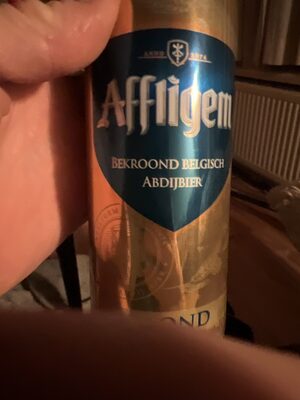 ANNO 1074
Affligem
BEKROOND BELGISCH
ABDIJBIER
OND